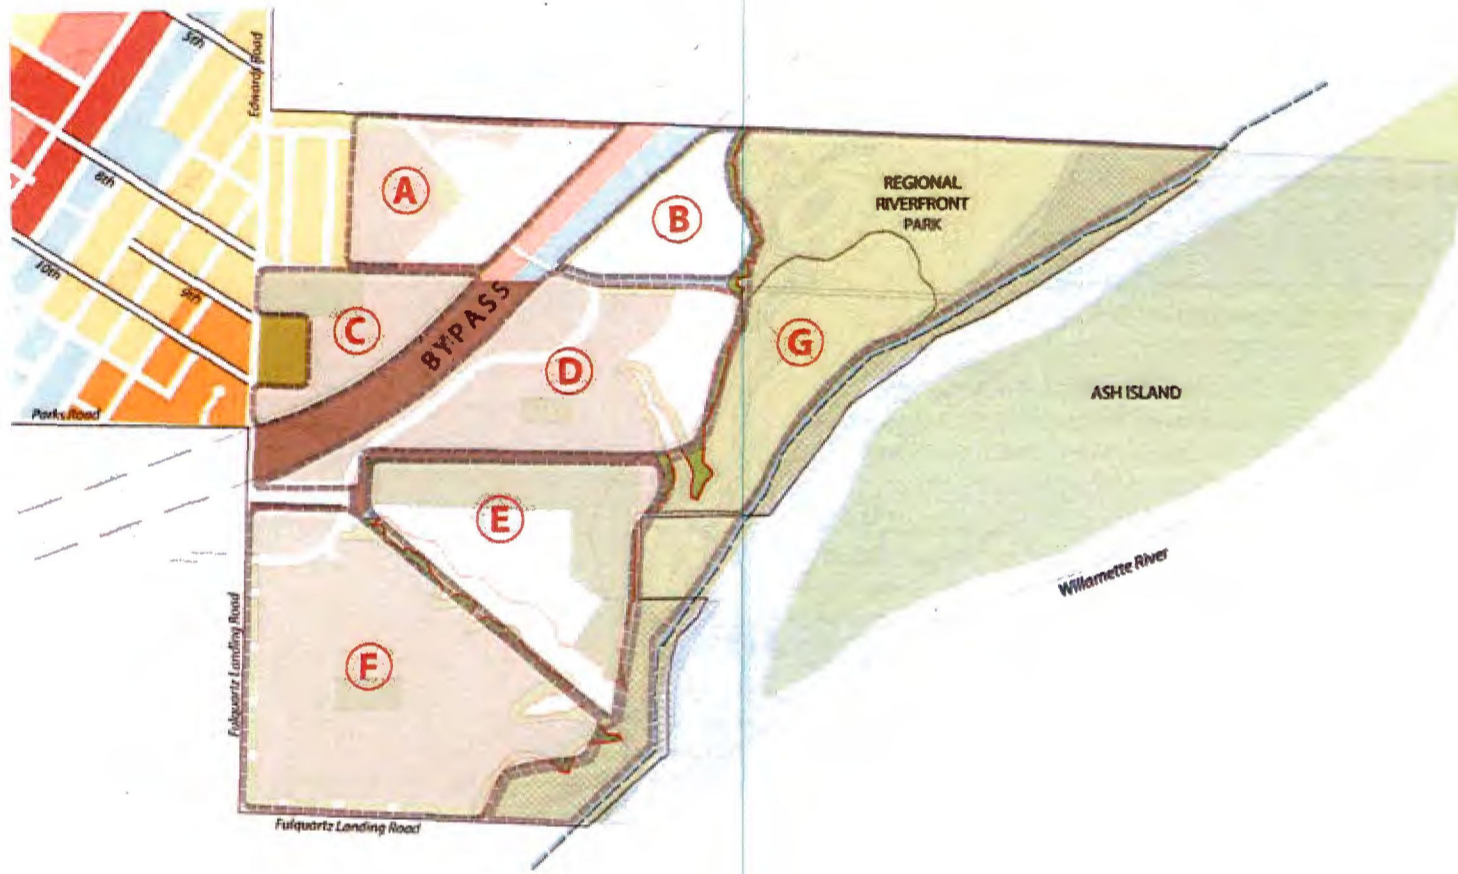 5th
Edwards Road
A
REGIONAL
RIVERFRONT
PARK
B
8th
10th
9th
C
BYPASS
G
D
ASH ISLAND
Parks Road
E
Willamette River
Fulquartz Landing Road
F
Fulquartz Landing Road